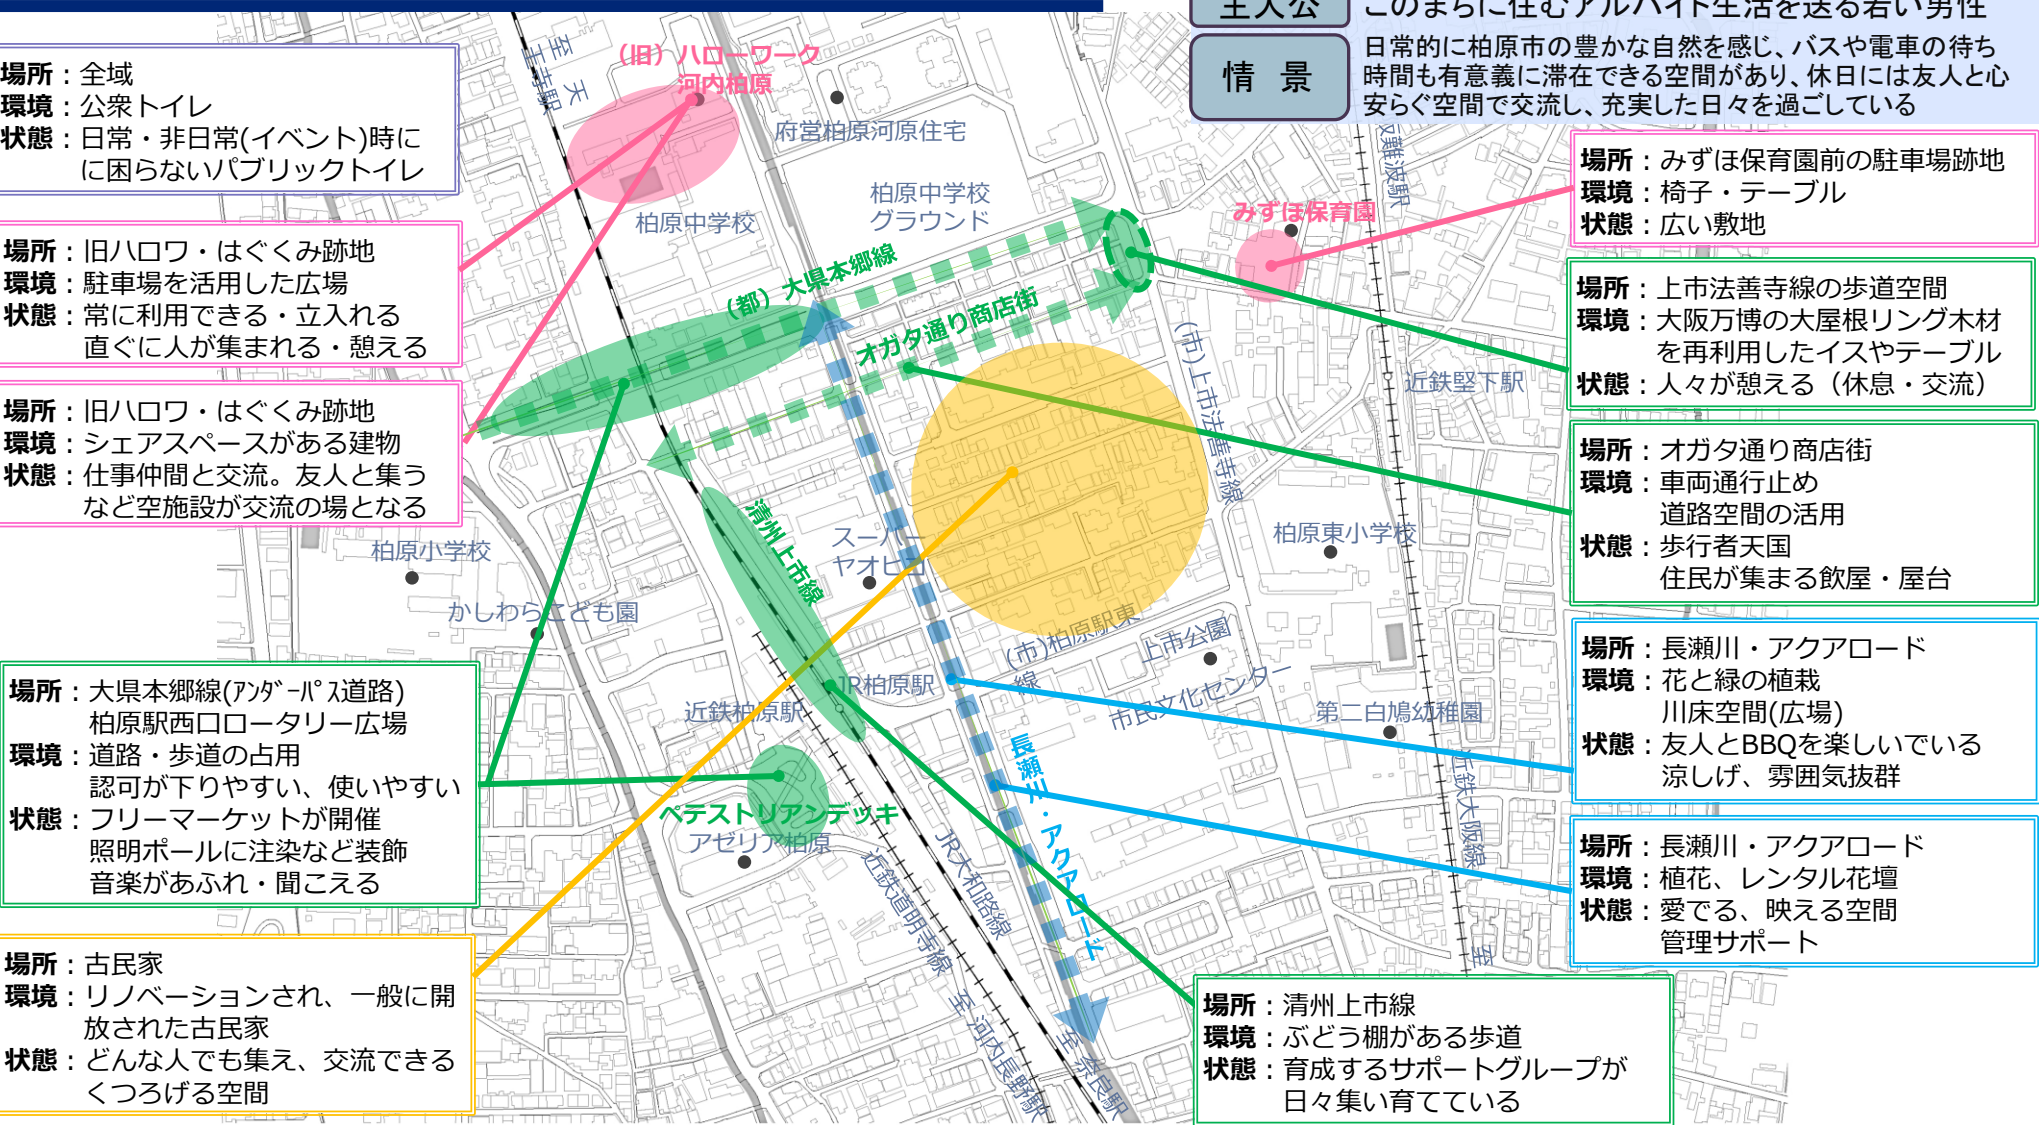 主人公
このまちに住むアルバイト生活を送る若い男性
情 景
日常的に柏原市の豊かな自然を感じ、バスや電車の待ち
時間も有意義に滞在できる空間があり、休日には友人と心
安らぐ空間で交流し、充実した日々を過ごしている
場所：全域
環境：公衆トイレ
状態：日常・非日常(イベント)時に
に困らないパブリックトイレ
場所：旧ハロワ・はぐくみ跡地
環境：駐車場を活用した広場
状態：常に利用できる・立入れる
直ぐに人が集まれる・憩える
場所：旧ハロワ・はぐくみ跡地
環境：シェアスペースがある建物
状態：仕事仲間と交流。友人と集う
など空施設が交流の場となる
場所：大県本郷線(ｱﾝﾀﾞｰﾊﾟｽ道路)
柏原駅西口ロータリー広場
環境：道路・歩道の占用
認可が下りやすい、使いやすい
状態：フリーマーケットが開催
照明ポールに注染など装飾
音楽があふれ・聞こえる
場所：古民家
環境：リノベーションされ、一般に開
放された古民家
状態：どんな人でも集え、交流できる
くつろげる空間
至 天
王寺駅
（旧）ハローワーク
河内柏原
府営柏原河原住宅
柏原中学校
柏原中学校
グラウンド
みずほ保育園
難波駅
（都）大県本郷線
オガタ通り商店街
(市)上市法善寺線
近鉄堅下駅
清州上市線
スーパー
ヤオヒコ
柏原東小学校
柏原小学校
かしわらこども園
(市)柏原駅東
線
上市公園
市民文化センター
JR柏原駅
近鉄柏原駅
第二白鳩幼稚園
ペテストリアンデッキ
アゼリア柏原
長瀬川・アクアロード
近鉄大阪線
至
JR大和路線
近鉄道明寺線
至 河内長野駅
至 奈良駅
場所：みずほ保育園前の駐車場跡地
環境：椅子・テーブル
状態：広い敷地
場所：上市法善寺線の歩道空間
環境：大阪万博の大屋根リング木材
を再利用したイスやテーブル
状態：人々が憩える（休息・交流）
場所：オガタ通り商店街
環境：車両通行止め
道路空間の活用
状態：歩行者天国
住民が集まる飲屋・屋台
場所：長瀬川・アクアロード
環境：花と緑の植栽
川床空間(広場)
状態：友人とBBQを楽しいでいる
涼しげ、雰囲気抜群
場所：長瀬川・アクアロード
環境：植花、レンタル花壇
状態：愛でる、映える空間
管理サポート
場所：清州上市線
環境：ぶどう棚がある歩道
状態：育成するサポートグループが
日々集い育てている